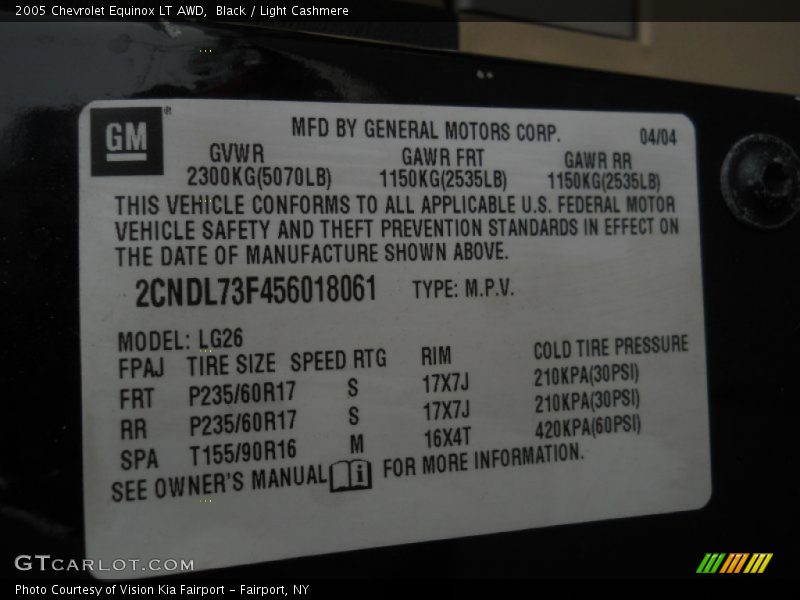 2005 Chevrolet Equinox LT AWD, Black / Light Cashmere
GM ®
MFD BY GENERAL MOTORS CORP. 04/04
GVWR GAWR FRT GAWR RR
2300KG(5070LB) 1150KG(2535LB) 1150KG(2535LB)
THIS VEHICLE CONFORMS TO ALL APPLICABLE U.S. FEDERAL MOTOR
VEHICLE SAFETY AND THEFT PREVENTION STANDARDS IN EFFECT ON
THE DATE OF MANUFACTURE SHOWN ABOVE.
2CNDL73F456018061 TYPE: M.P.V.
MODEL: LG26
FPAJ TIRE SIZE SPEED RTG RIM COLD TIRE PRESSURE
FRT P235/60R17 S 17X7J 210KPA(30PSI)
RR P235/60R17 S 17X7J 210KPA(30PSI)
SPA T155/90R16 M 16X4T 420KPA(60PSI)
SEE OWNER'S MANUAL i FOR MORE INFORMATION.
GTCARLOT.COM
Photo Courtesy of Vision Kia Fairport - Fairport, NY